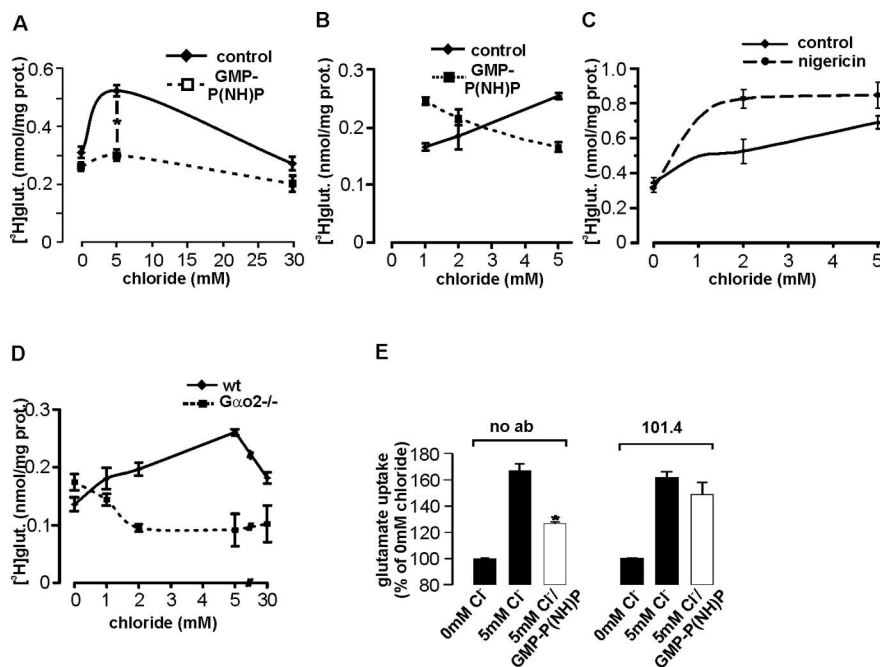 A
control
GMP-
P(NH)P
[³H]glut. (nmol/mg prot.)
0.6
0.4
0.3
0.2
0
0 5 10 15 20 25 30
chloride (mM)
*
B
control
GMP-
P(NH)P
[³H]glut. (nmol/mg prot.)
0.3
0.2
0.1
0
0 1 2 3 4 5
chloride (mM)
C
control
nigericin
[³H]glut. (nmol/mg prot.)
1.0
0.8
0.6
0.4
0.2
0
0 1 2 3 4 5
chloride (mM)
D
wt
Gαo2-/-
[³H]glut. (nmol/mg prot.)
0.3
0.2
0.1
0
0 1 2 3 4 5 30
chloride (mM)
E
no ab
101.4
glutamate uptake
(% of 0mM chloride)
180
160
140
120
100
80
*
0mM Cl⁻
5mM Cl⁻
5mM Cl⁻/
GMP-P(NH)P
0mM Cl⁻
5mM Cl⁻
5mM Cl⁻/
GMP-P(NH)P